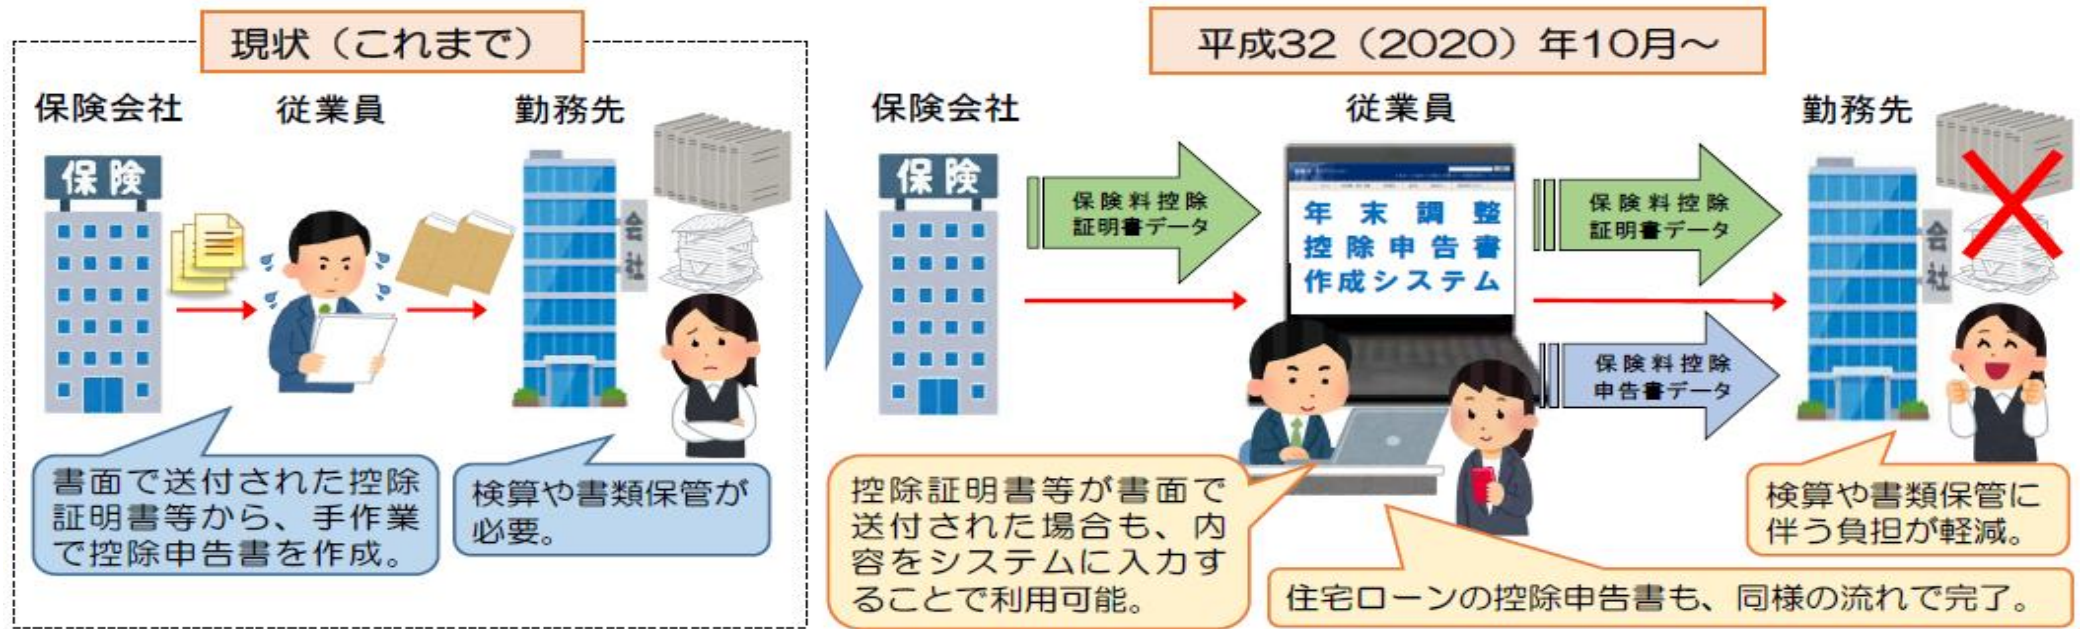 現状（これまで）
保険会社
従業員
勤務先
保険
会社
書面で送付された控除
証明書等から、手作業
で控除申告書を作成。
検算や書類保管が
必要。
平成32（2020）年10月～
保険会社
従業員
勤務先
保険
保険料控除
証明書データ
年末調整
控除申告書
作成システム
保険料控除
証明書データ
保険料控除
申告書データ
会社
控除証明書等が書面で
送付された場合も、内
容をシステムに入力す
ることで利用可能。
住宅ローンの控除申告書も、同様の流れで完了。
検算や書類保管に
伴う負担が軽減。